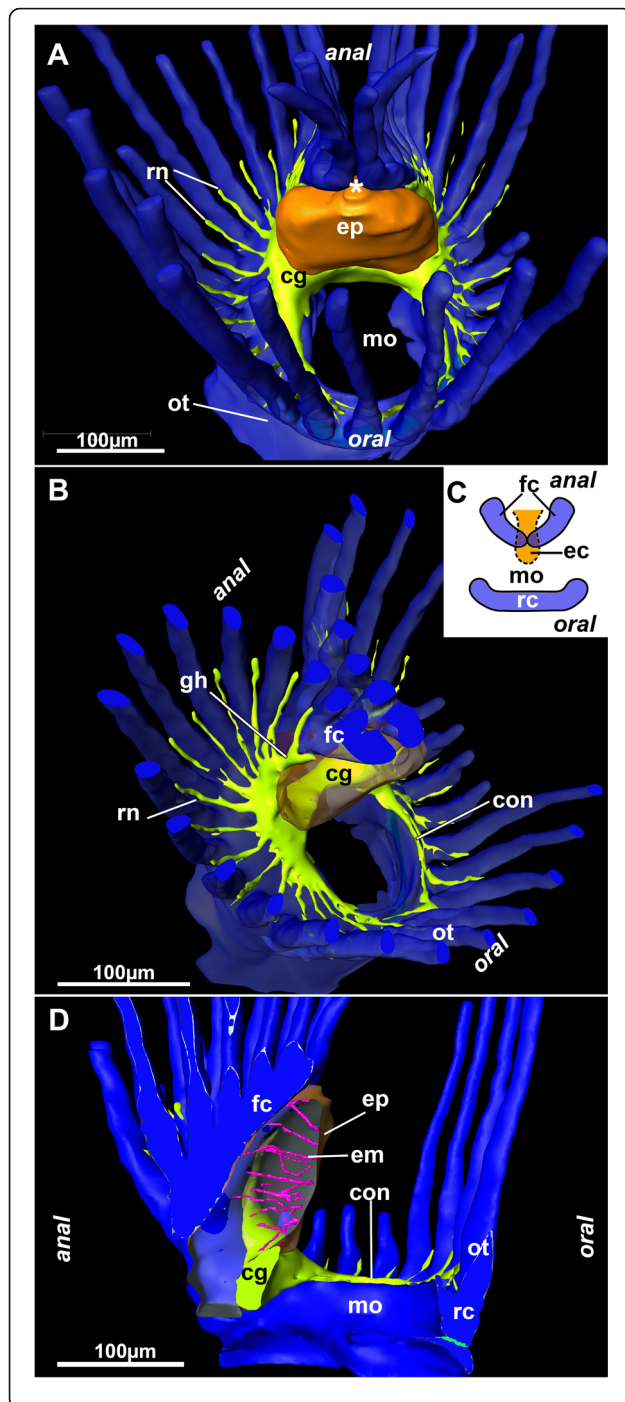 A
anal
rn
*
ep
cg
mo
ot
oral
100µm
B
anal
gh
fc
cg
rn
con
ot
oral
100µm
C
fc
anal
ec
mo
rc
oral
D
fc
ep
em
con
anal
oral
ot
cg
mo
rc
100µm